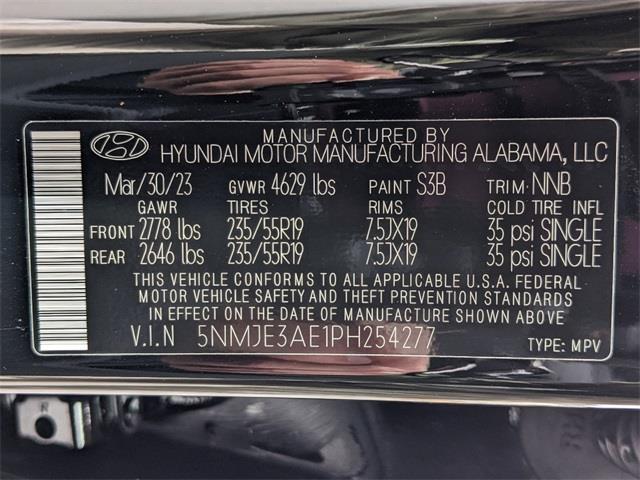 MANUFACTURED BY
HYUNDAI MOTOR MANUFACTURING ALABAMA, LLC
Mar/30/23 GVWR 4629 lbs PAINT S3B TRIM NNB
GAWR TIRES RIMS COLD TIRE INFL
FRONT 2778 lbs 235/55R19 7.5JX19 35 psi SINGLE
REAR 2646 lbs 235/55R19 7.5JX19 35 psi SINGLE
THIS VEHICLE CONFORMS TO ALL APPLICABLE U.S.A. FEDERAL
MOTOR VEHICLE SAFETY AND THEFT PREVENTION STANDARDS
IN EFFECT ON THE DATE OF MANUFACTURE SHOWN ABOVE.
V.I.N 5NMJE3AE1PH254277 TYPE: MPV